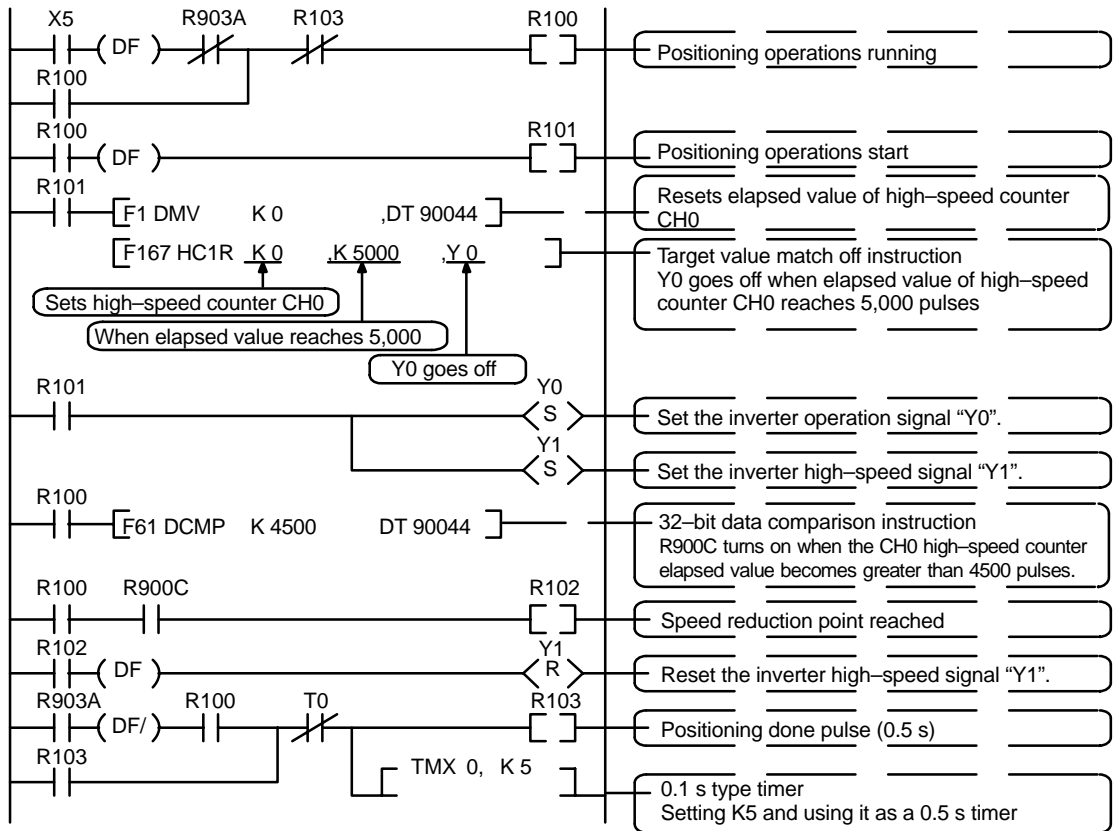 X5 R903A R103 R100
DF
Positioning operations running
R100
R100 R101
DF
Positioning operations start
R101
F1 DMV K 0 ,DT 90044
Resets elapsed value of high–speed counter
CH0
F167 HC1R K 0 ,K 5000 ,Y 0
Target value match off instruction
Y0 goes off when elapsed value of high–speed
counter CH0 reaches 5,000 pulses
Sets high–speed counter CH0
When elapsed value reaches 5,000
Y0 goes off
R101 Y0
S
Set the inverter operation signal “Y0”.
Y1
S
Set the inverter high–speed signal “Y1”.
R100
F61 DCMP K 4500 DT 90044
32–bit data comparison instruction
R900C turns on when the CH0 high–speed counter
elapsed value becomes greater than 4500 pulses.
R100 R900C R102
Speed reduction point reached
R102 Y1
DF R
Reset the inverter high–speed signal “Y1”.
R903A R100 T0 R103
DF/
Positioning done pulse (0.5 s)
R103
TMX 0, K 5
0.1 s type timer
Setting K5 and using it as a 0.5 s timer